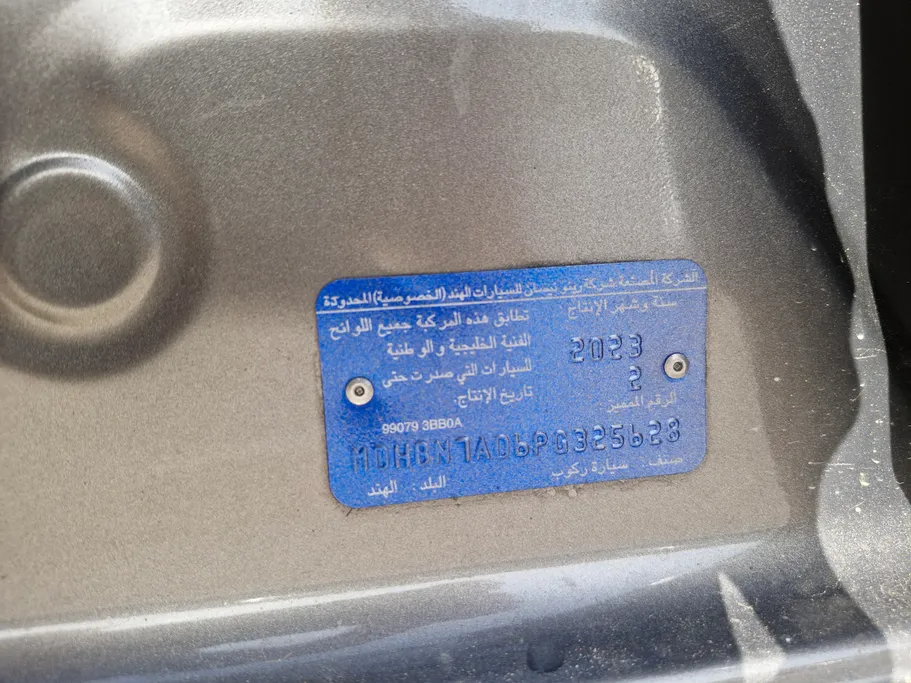 الشركة المصنعة شركة رينو نيسان للسيارات الهند (الخصوصية) المحدودة
سنة و شهر الإنتاج
2023
2
تطابق هذه المركبة جميع اللوائح
الفنية الخليجية و الوطنية
للسيارات التي صدرت حتى
تاريخ الإنتاج.
99079 3BB0A
الرقم المميز
MDHBN7AD6PG325628
صنف: سيارة ركوب
البلد: الهند